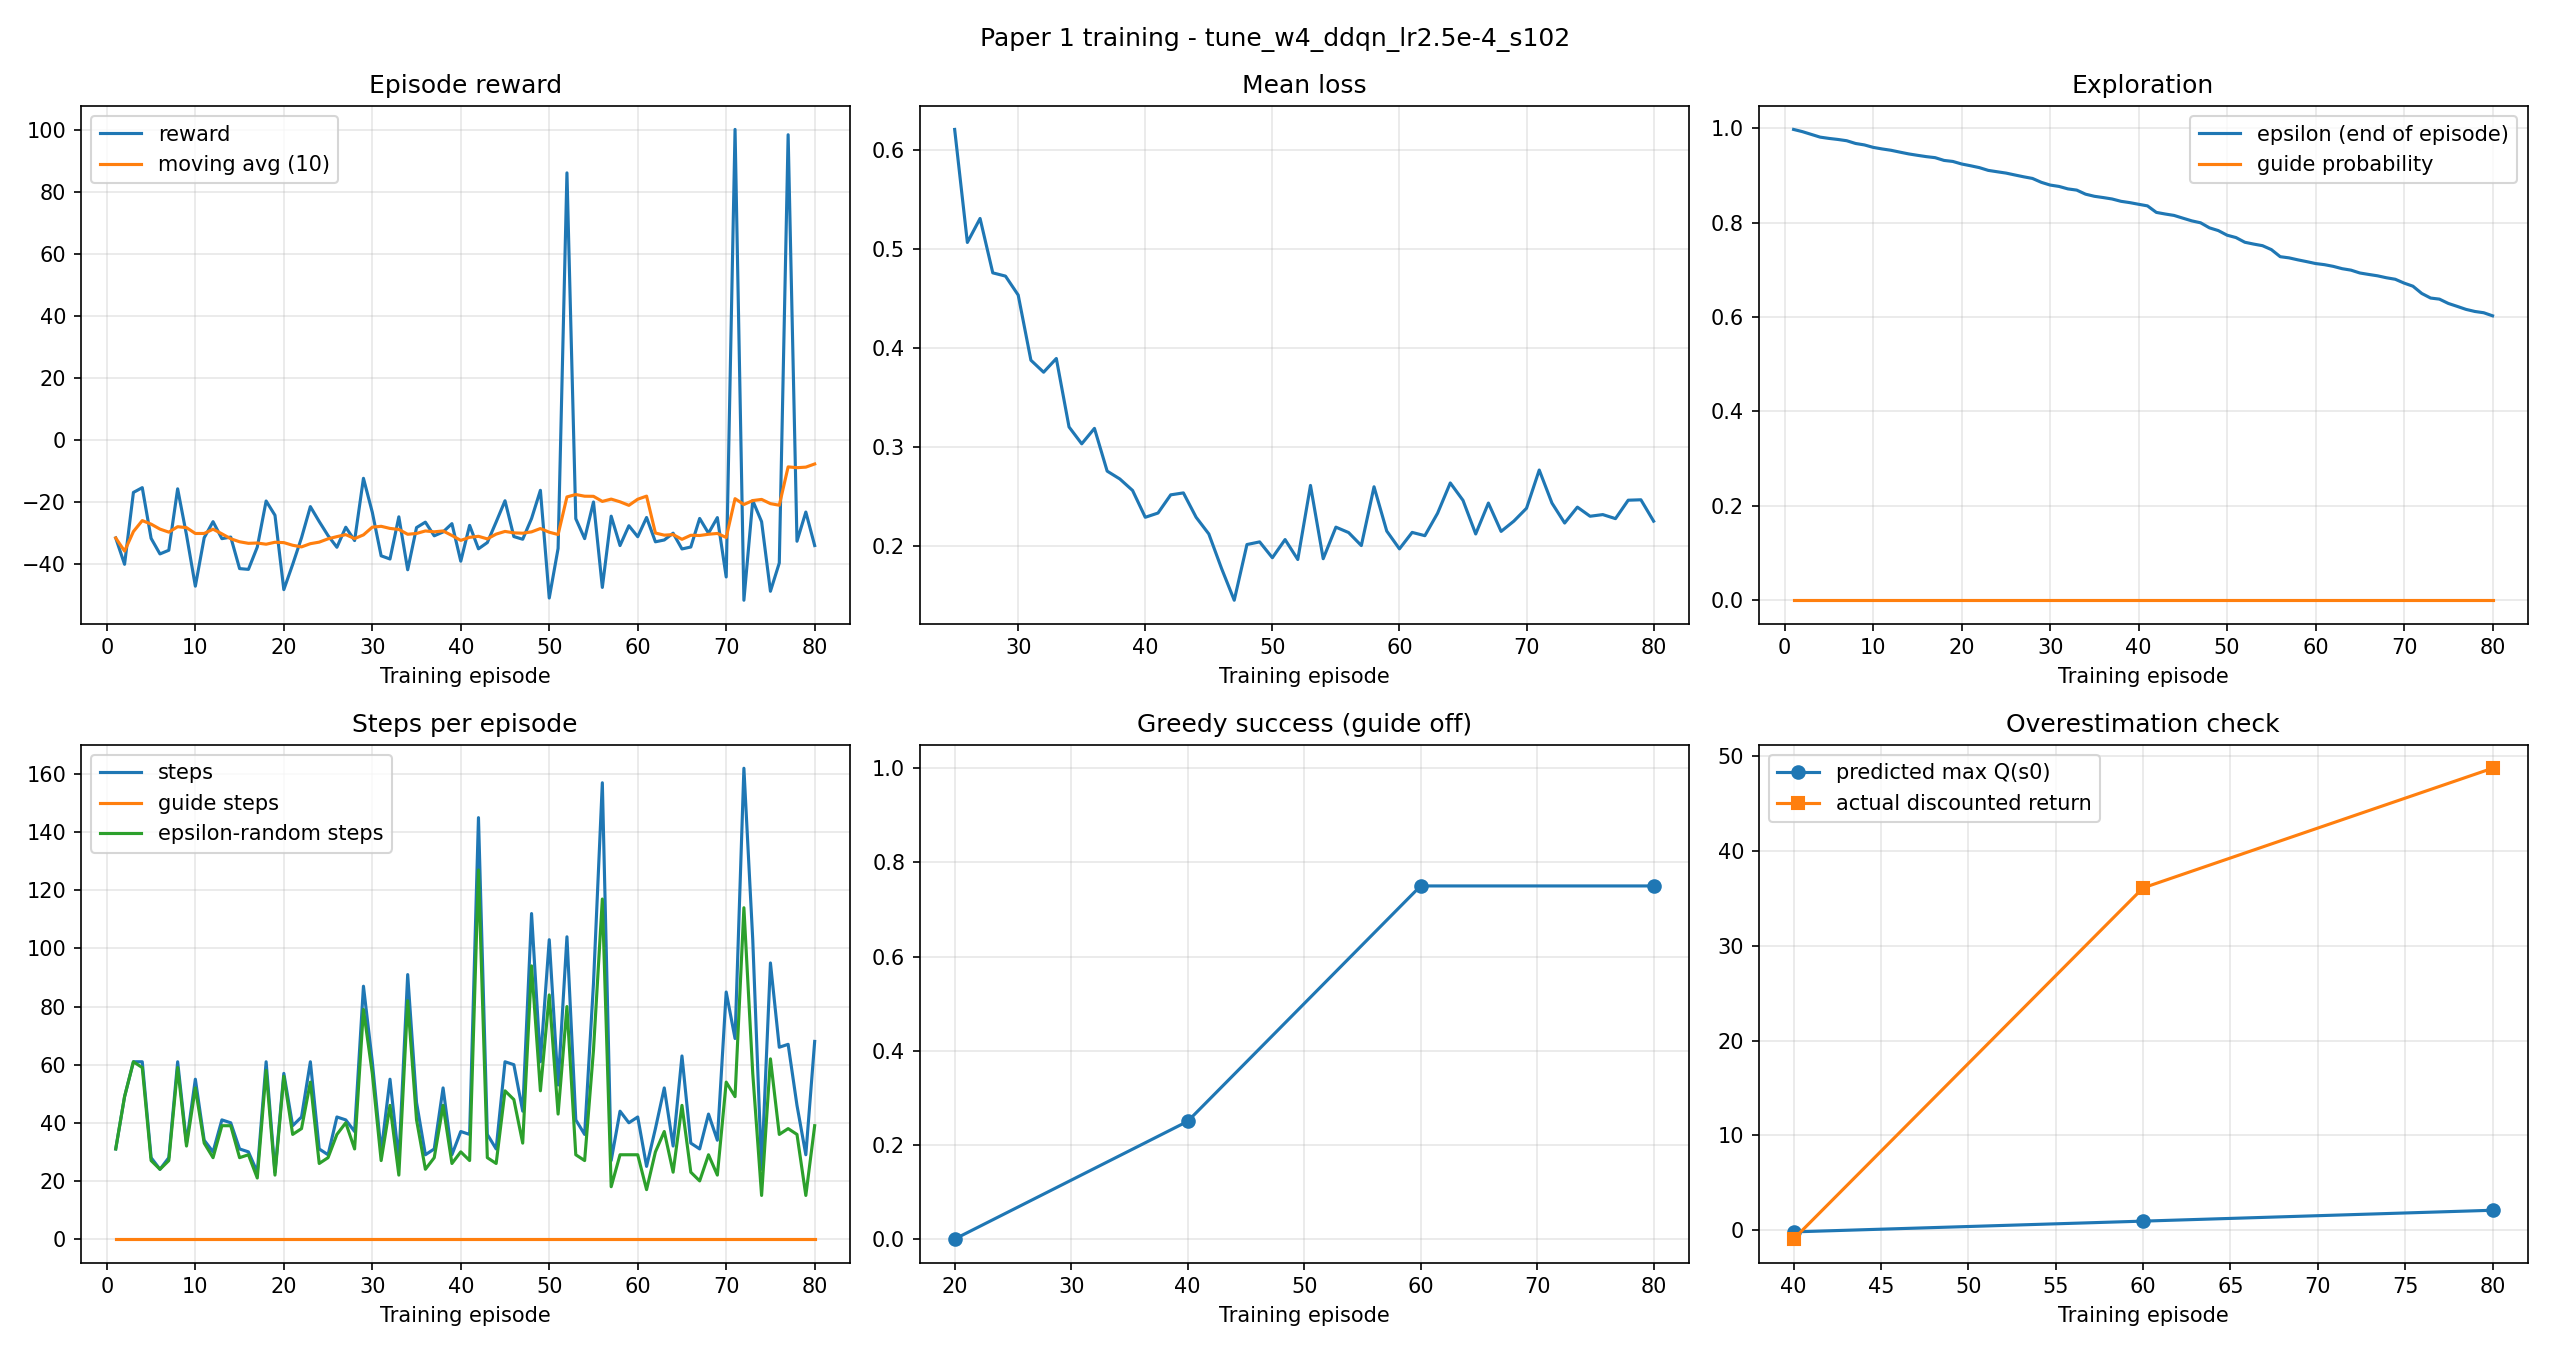 Paper 1 training - tune_w4_ddqn_lr2.5e-4_s102
Episode reward
reward
moving avg (10)
100
80
60
40
20
0
−20
−40
0 10 20 30 40 50 60 70 80
Training episode
Mean loss
0.6
0.5
0.4
0.3
0.2
30 40 50 60 70 80
Training episode
Exploration
epsilon (end of episode)
guide probability
1.0
0.8
0.6
0.4
0.2
0.0
0 10 20 30 40 50 60 70 80
Training episode
Steps per episode
steps
guide steps
epsilon-random steps
160
140
120
100
80
60
40
20
0
0 10 20 30 40 50 60 70 80
Training episode
Greedy success (guide off)
1.0
0.8
0.6
0.4
0.2
0.0
20 30 40 50 60 70 80
Training episode
Overestimation check
predicted max Q(s0)
actual discounted return
50
40
30
20
10
0
40 45 50 55 60 65 70 75 80
Training episode